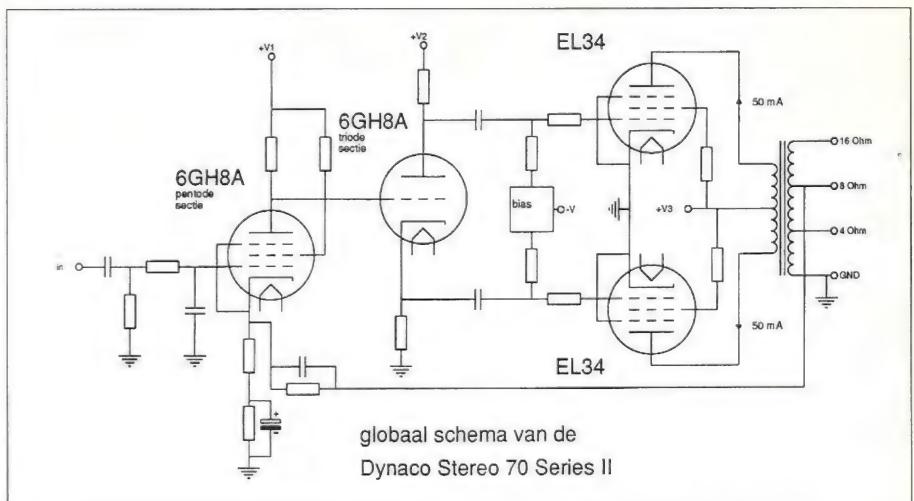 +V1
+V2
EL34
50 mA
6GH8A
triode
sectie
6GH8A
pentode
sectie
16 Ohm
8 Ohm
bias
-V
+V3
4 Ohm
in
GND
50 mA
EL34
+
globaal schema van de
Dynaco Stereo 70 Series II